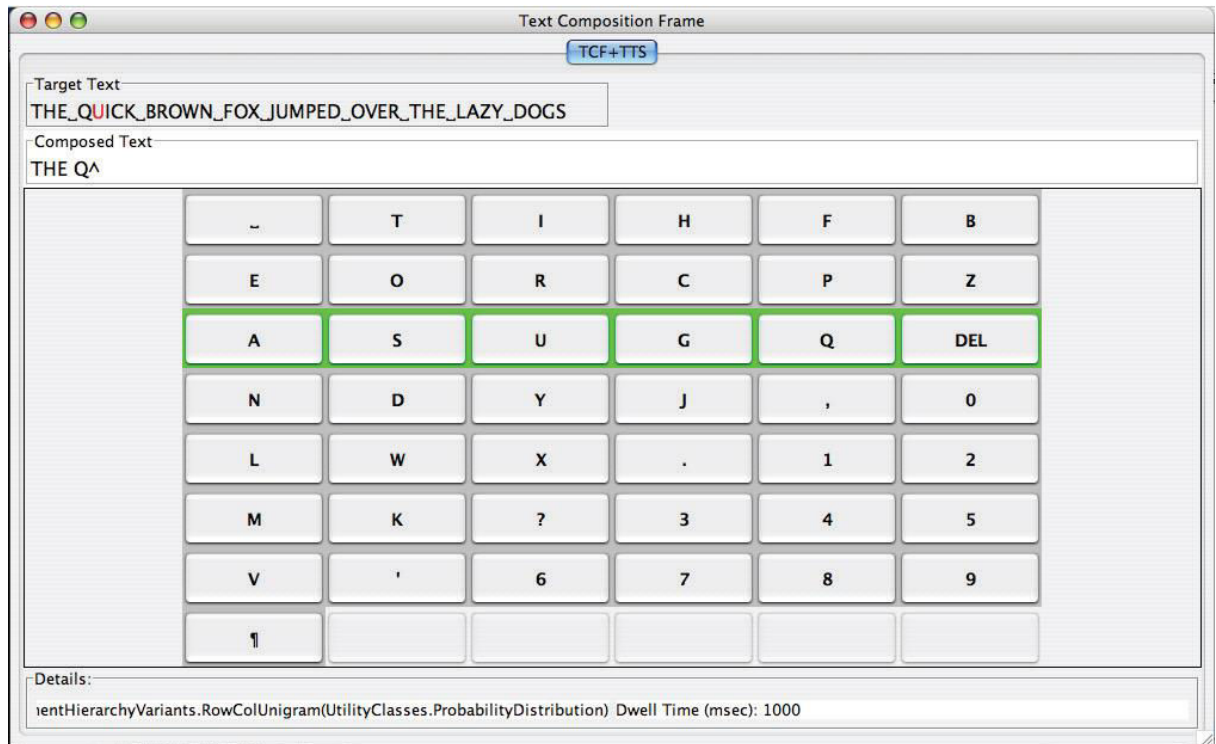 Text Composition Frame
TCF+TTS
Target Text
THE_QUICK_BROWN_FOX_JUMPED_OVER_THE_LAZY_DOGS
Composed Text
THE Q^
␣ T I H F B
E O R C P Z
A S U G Q DEL
N D Y J , 0
L W X . 1 2
M K ? 3 4 5
V ' 6 7 8 9
¶
Details:
entHierarchyVariants.RowColUnigram(UtilityClasses.ProbabilityDistribution) Dwell Time (msec): 1000